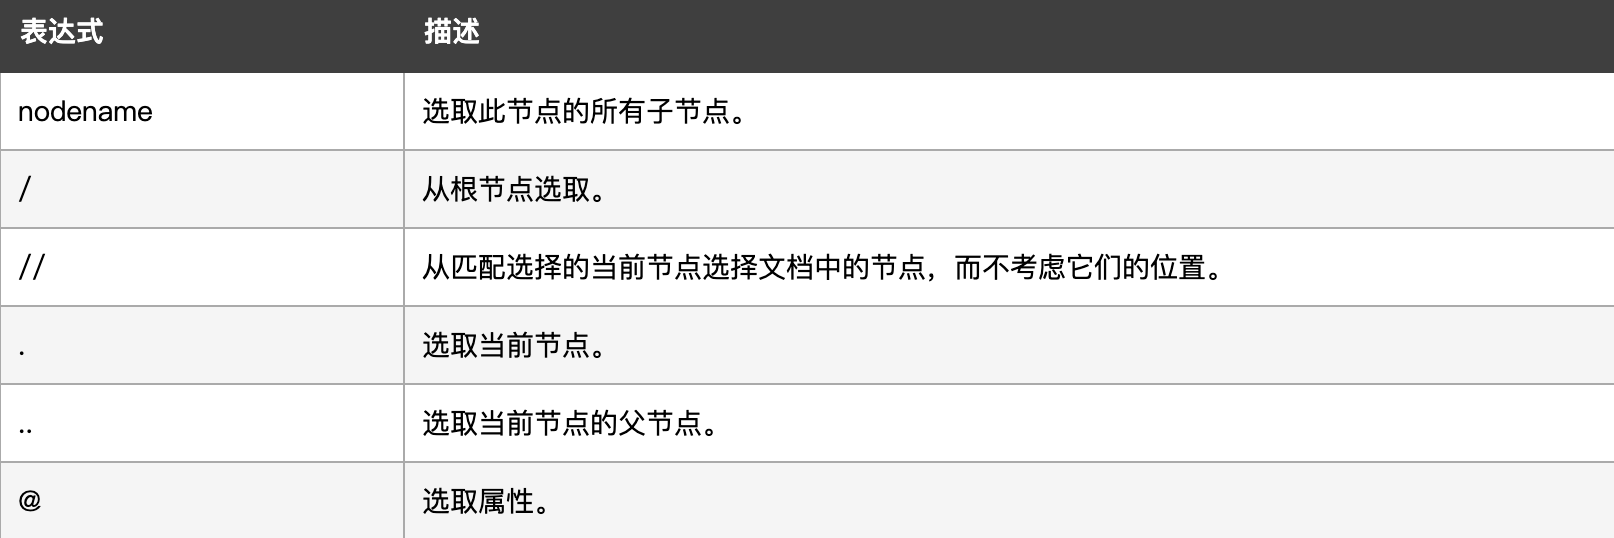 表达式 描述
nodename 选取此节点的所有子节点。
/ 从根节点选取。
// 从匹配选择的当前节点选择文档中的节点，而不考虑它们的位置。
. 选取当前节点。
.. 选取当前节点的父节点。
@ 选取属性。